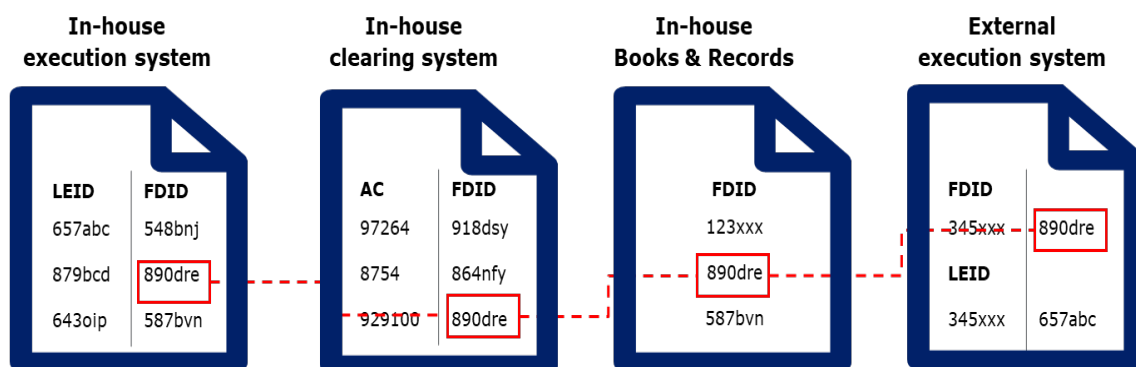 In-house
execution system
LEID FDID
657abc 548bnj
879bcd 890dre
643oip 587bvn
In-house
clearing system
AC FDID
97264 918dsy
8754 864nfy
929100 890dre
In-house
Books & Records
FDID
123xxx
890dre
587bvn
External
execution system
FDID
345xxx 890dre
LEID
345xxx 657abc